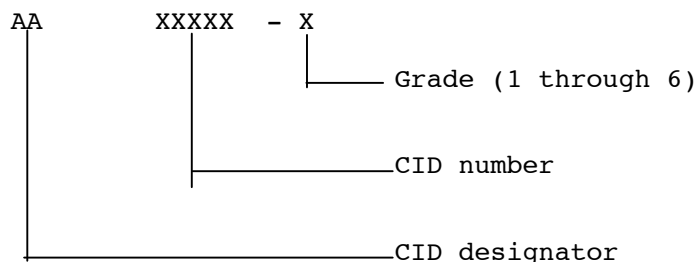 AA XXXXX - X
Grade (1 through 6)
CID number
CID designator